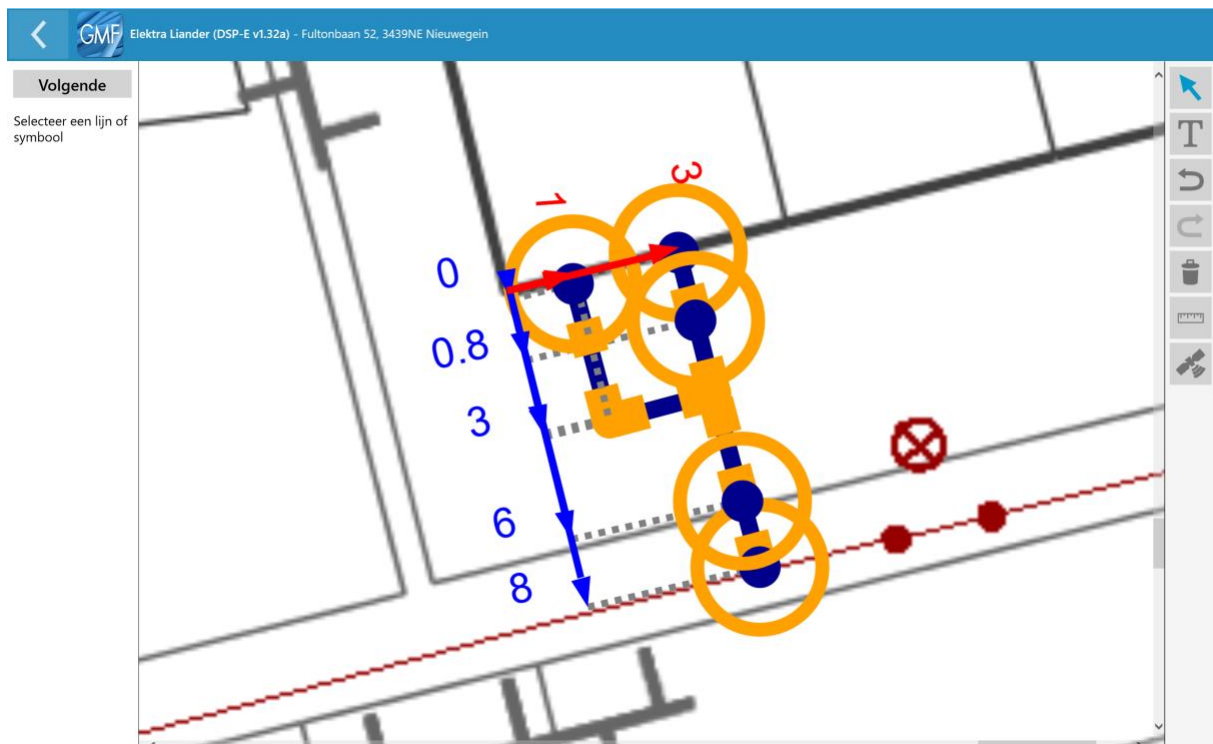 GMF Elektra Liander (DSP-E v1.32a) - Fultonbaan 52, 3439NE Nieuwegein
Volgende
Selecteer een lijn of
symbool
T
1
3
0
0.8
3
6
8